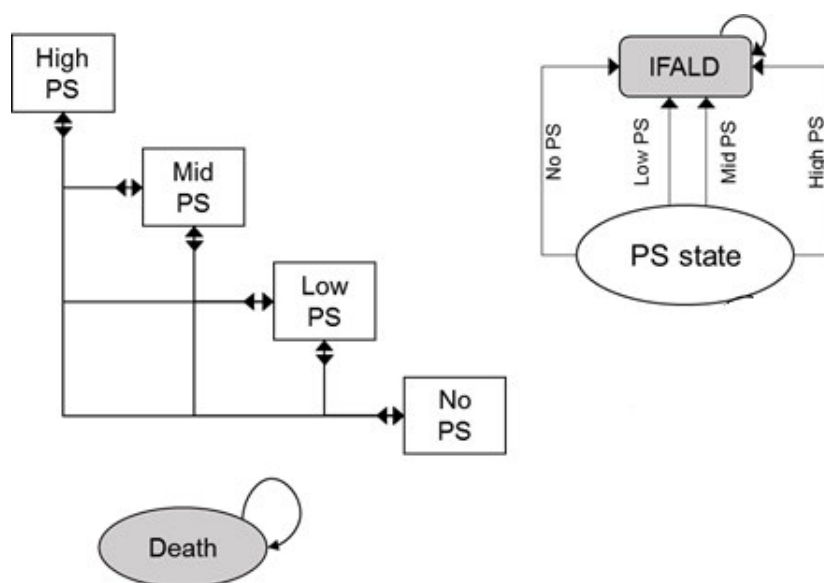 High
PS
Mid
PS
Low
PS
No
PS
Death
IFALD
No PS
Low PS
Mid PS
High PS
PS state